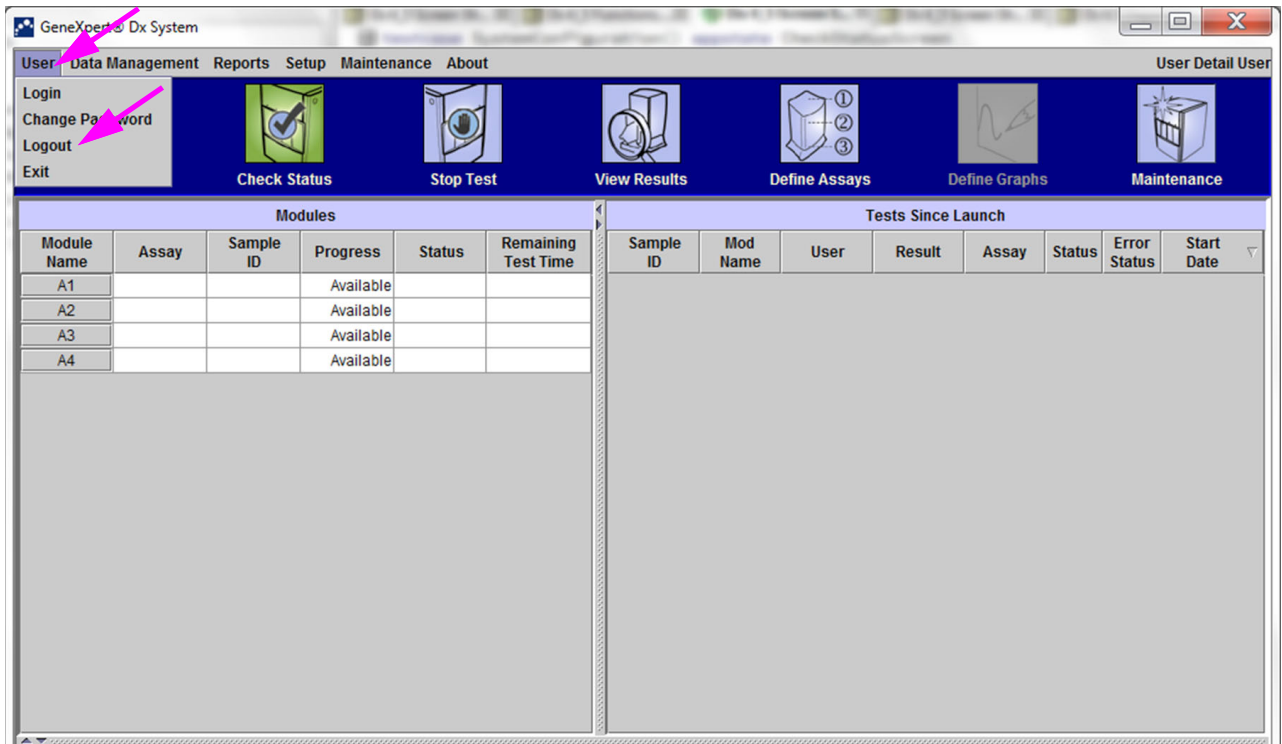 GeneXpert® Dx System
User Data Management Reports Setup Maintenance About User Detail User
Login
Change Password
Logout
Exit
Check Status Stop Test View Results Define Assays Define Graphs Maintenance
① ② ③
Modules Tests Since Launch
Module Name Assay Sample ID Progress Status Remaining Test Time Sample ID Mod Name User Result Assay Status Error Status Start Date
A1 Available
A2 Available
A3 Available
A4 Available